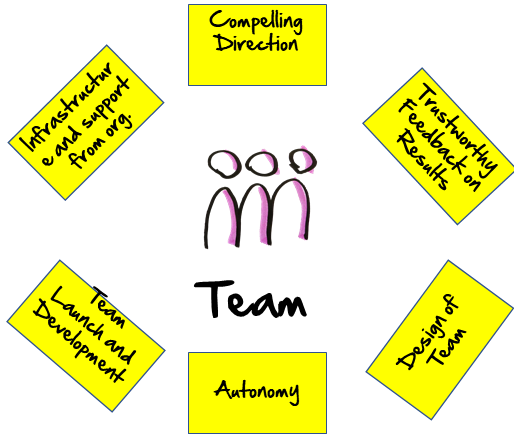 Compelling
Direction
Infrastructur
e and support
from org.
Trustworthy
Feedback on
Results
Team
Team
Launch and
Development
Design of
Team
Autonomy